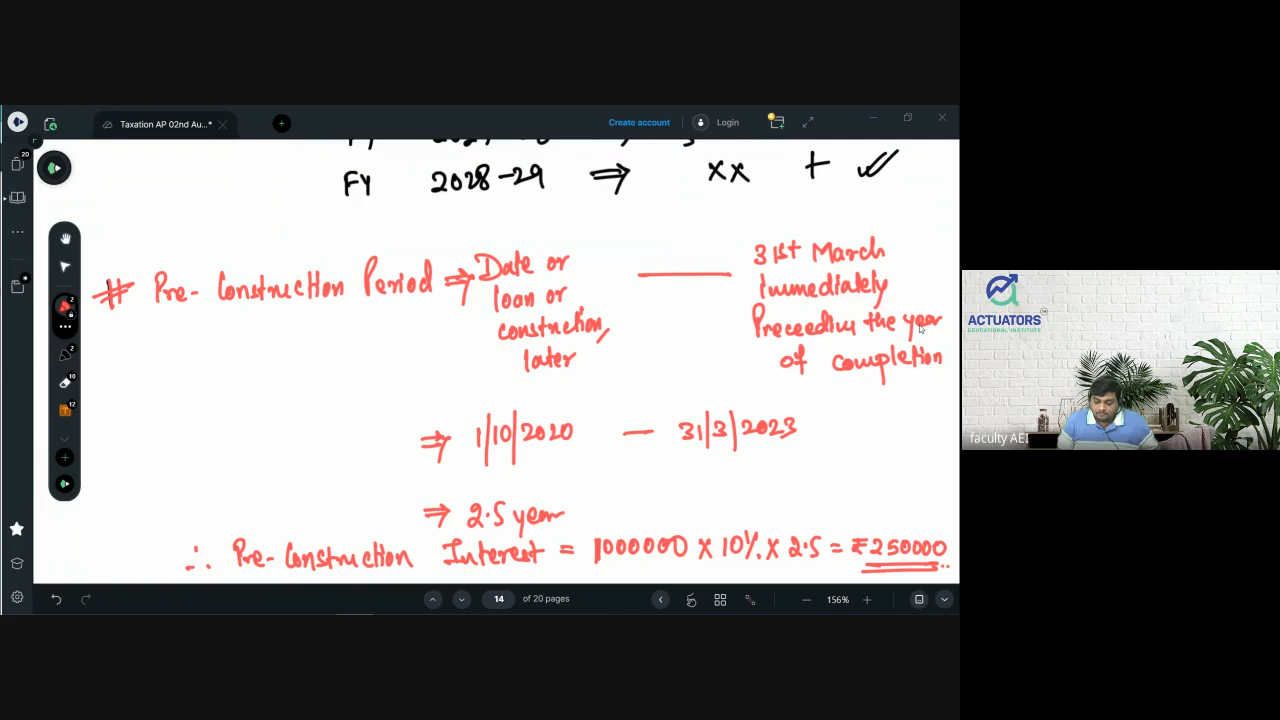 Taxation AP 02nd Au...*
Create account
Login
FY 2028-29 ⇒ xx + ✓
# Pre-Construction Period ⇒ Date or loan or construction, later —— 31st March immediately Preceedim the year of completion
⇒ 1/10/2020 — 31/3/2023
⇒ 2.5 year
∴ Pre-Construction Interest = 1000000 x 10% x 2.5 = ₹250000
14 of 20 pages
156%
ACTUATORS
EDUCATIONAL INSTITUTE
faculty AEI